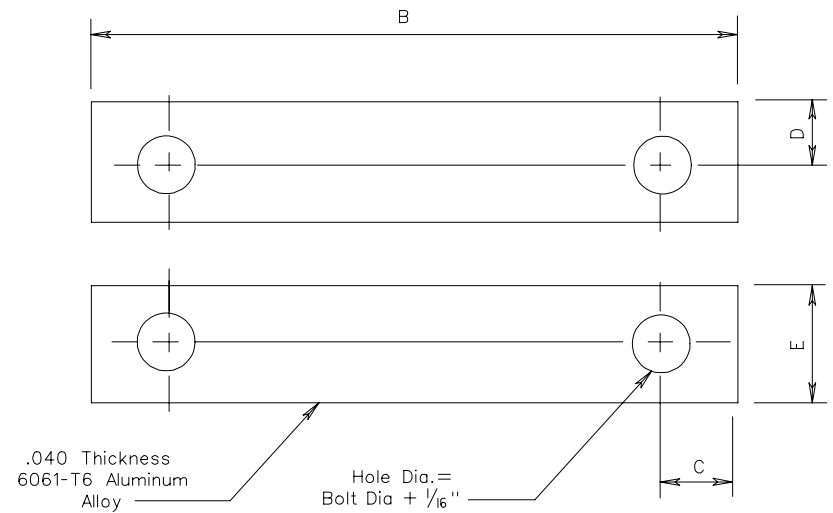 B
D
E
C
.040 Thickness
6061-T6 Aluminum
Alloy
Hole Dia.=
Bolt Dia + 1/16"